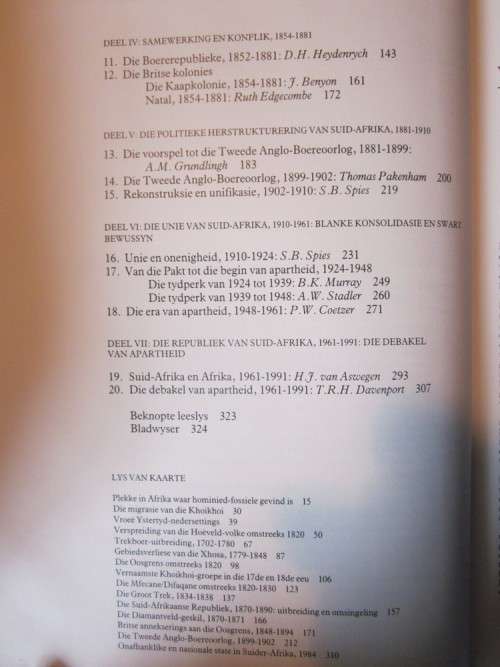 DEEL IV: SAMEWERKING EN KONFLIK, 1854-1881
11. Die Boererepublieke, 1852-1881: D.H. Heydenrych 143
12. Die Britse kolonies
Die Kaapkolonie, 1854-1881: J. Benyon 161
Natal, 1854-1881: Ruth Edgecombe 172
DEEL V: DIE POLITIEKE HERSTRUKTURERING VAN SUID-AFRIKA, 1881-1910
13. Die voorspel tot die Tweede Anglo-Boereoorlog, 1881-1899:
A.M. Grundlingh 183
14. Die Tweede Anglo-Boereoorlog, 1899-1902: Thomas Pakenham 200
15. Rekonstruksie en unifikasie, 1902-1910: S.B. Spies 219
DEEL VI: DIE UNIE VAN SUID-AFRIKA, 1910-1961: BLANKE KONSOLIDASIE EN SWART
BEWUSSYN
16. Unie en onenigheid, 1910-1924: S.B. Spies 231
17. Van die Pakt tot die begin van apartheid, 1924-1948
Die tydperk van 1924 tot 1939: B.K. Murray 249
Die tydperk van 1939 tot 1948: A.W. Stadler 260
18. Die era van apartheid, 1948-1961: P.W. Coetzer 271
DEEL VII: DIE REPUBLIEK VAN SUID-AFRIKA, 1961-1991: DIE DEBAKEL
VAN APARTHEID
19. Suid-Afrika en Afrika, 1961-1991: H.J. van Aswegen 293
20. Die debakel van apartheid, 1961-1991: T.R.H. Davenport 307
Beknopte leeslys 323
Bladwyser 324
LYS VAN KAARTE
Plekke in Afrika waar hominied-fossiele gevind is 15
Die migrasie van die Khoikhoi 30
Vroeë Ystertyd-nedersettings 39
Verspreiding van die Hoëveld-volke omstreeks 1820 50
Trekboer-uitbreiding, 1702-1780 67
Gebiedsverliese van die Xhosa, 1779-1848 87
Die Oosgrens omstreeks 1820 98
Vernaamste Khoikhoi-groepe in die 17de en 18de eeu 106
Die Mfecane/Difaqane omstreeks 1820-1830 123
Die Groot Trek, 1834-1838 137
Die Suid-Afrikaanse Republiek, 1870-1890: uitbreiding en omsingeling 157
Die Diamantveld-geskil, 1870-1871 166
Britse annekserings aan die Oosgrens, 1848-1894 171
Die Tweede Anglo-Boereoorlog, 1899-1902 212
Onafhanklike en nasionale state in Suider-Afrika, 1984 310